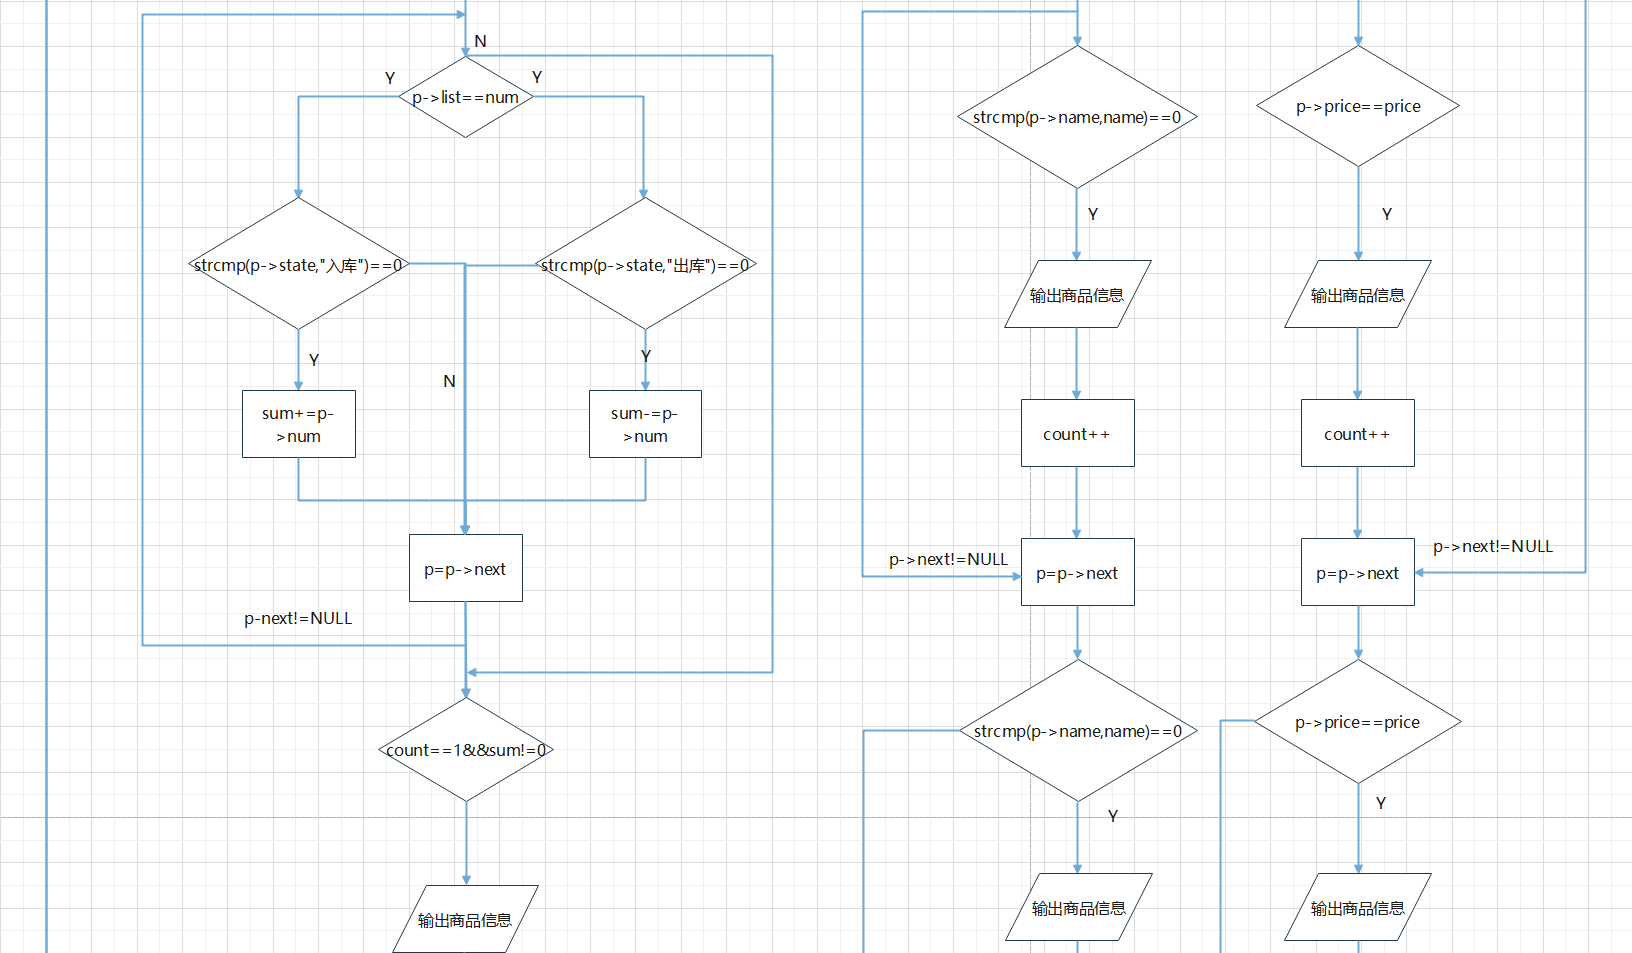 N
Y
Y
p->list==num
strcmp(p->state,"入库")==0
strcmp(p->state,"出库")==0
Y
Y
N
sum+=p-
>num
sum-=p-
>num
p=p->next
p-next!=NULL
count==1&&sum!=0
输出商品信息
strcmp(p->name,name)==0
Y
输出商品信息
count++
p->next!=NULL
p=p->next
strcmp(p->name,name)==0
Y
输出商品信息
p->price==price
Y
输出商品信息
count++
p->next!=NULL
p=p->next
p->price==price
Y
输出商品信息